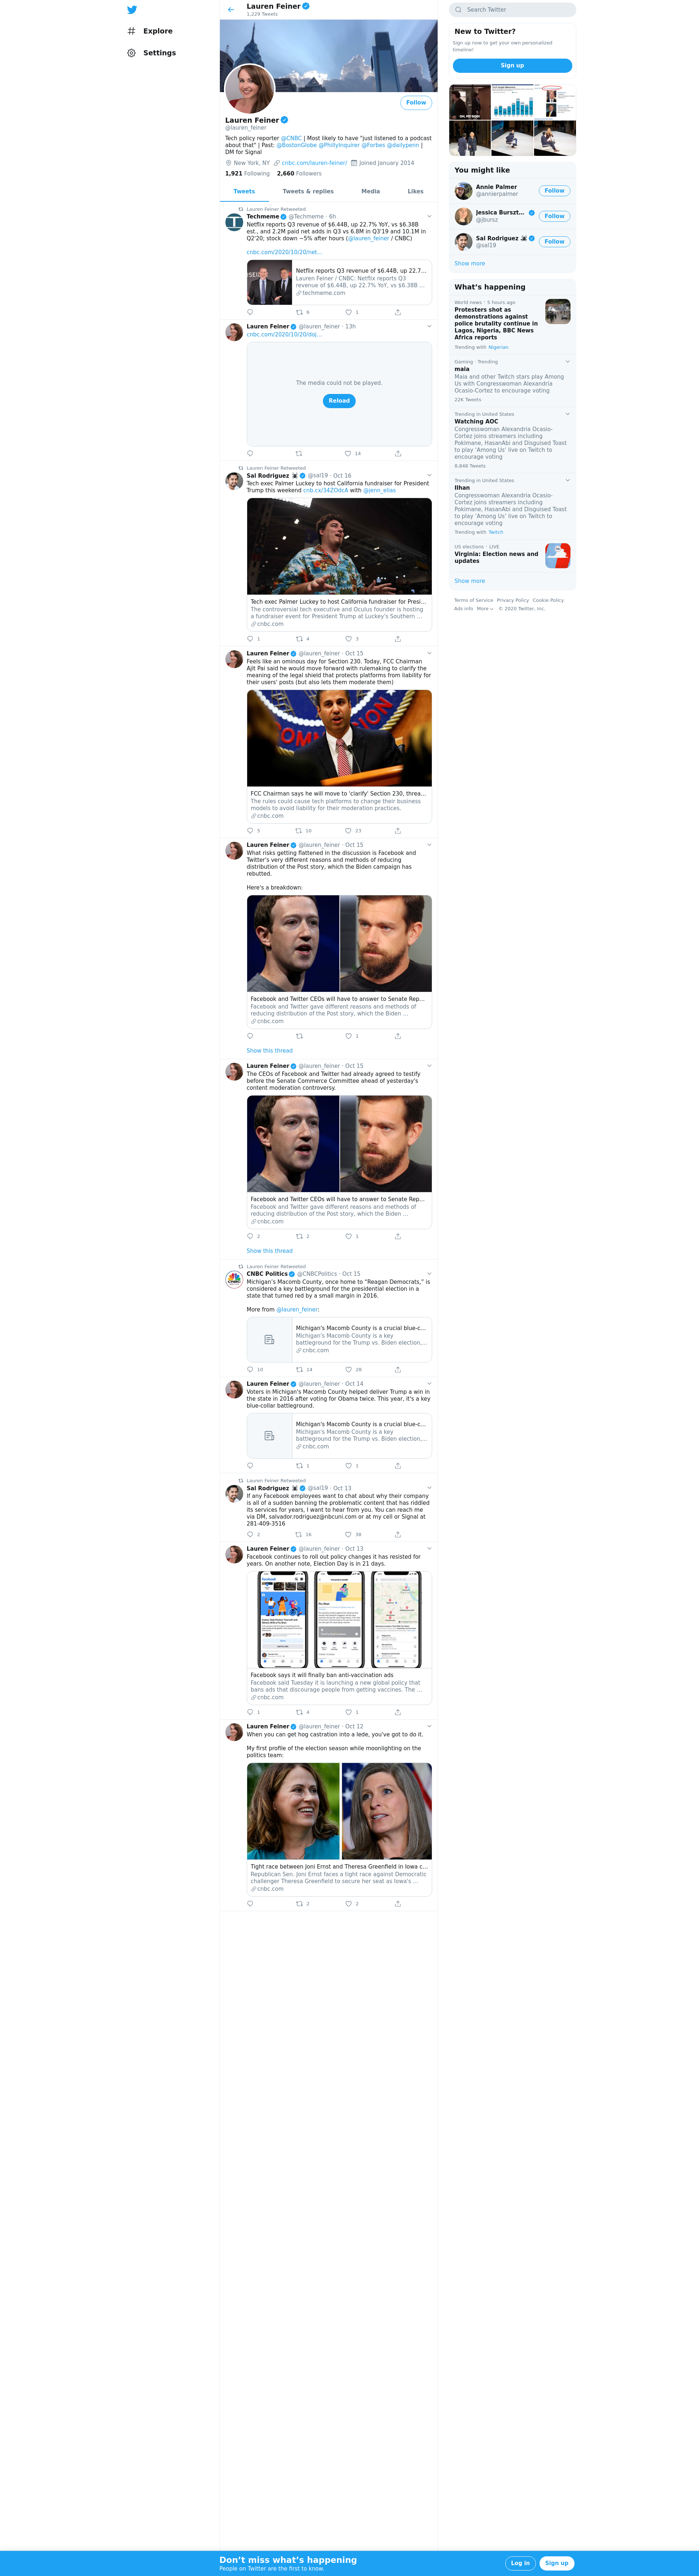 Explore
Settings
Lauren Feiner
1,229 Tweets
Follow
Lauren Feiner
@lauren_feiner
Tech policy reporter @CNBC | Most likely to have "just listened to a podcast
about that" | Past: @BostonGlobe @PhillyInquirer @Forbes @dailypenn |
DM for Signal
New York, NY cnbc.com/lauren-feiner/ Joined January 2014
1,921 Following 2,660 Followers
Tweets Tweets & replies Media Likes
Lauren Feiner Retweeted
Techmeme @Techmeme · 6h
Netflix reports Q3 revenue of $6.44B, up 22.7% YoY, vs $6.38B
est., and 2.2M paid net adds in Q3 vs 6.8M in Q3'19 and 10.1M in
Q2'20; stock down ~5% after hours (@lauren_feiner / CNBC)
cnbc.com/2020/10/20/net…
Netflix reports Q3 revenue of $6.44B, up 22.7…
Lauren Feiner / CNBC: Netflix reports Q3
revenue of $6.44B, up 22.7% YoY, vs $6.38 …
techmeme.com
6 1
Lauren Feiner @lauren_feiner · 13h
cnbc.com/2020/10/20/doj…
The media could not be played.
Reload
14
Lauren Feiner Retweeted
Sal Rodriguez @sal19 · Oct 16
Tech exec Palmer Luckey to host California fundraiser for President
Trump this weekend cnb.cx/34ZOdcA with @jenn_elias
Tech exec Palmer Luckey to host California fundraiser for Presi…
The controversial tech executive and Oculus founder is hosting
a fundraiser event for President Trump at Luckey's Southern …
cnbc.com
1 4 3
Lauren Feiner @lauren_feiner · Oct 15
Feels like an ominous day for Section 230. Today, FCC Chairman
Ajit Pai said he would move forward with rulemaking to clarify the
meaning of the legal shield that protects platforms from liability for
their users' posts (but also lets them moderate them)
FCC Chairman says he will move to 'clarify' Section 230, threa…
The rules could cause tech platforms to change their business
models to avoid liability for their moderation practices.
cnbc.com
5 10 23
Lauren Feiner @lauren_feiner · Oct 15
What risks getting flattened in the discussion is Facebook and
Twitter's very different reasons and methods of reducing
distribution of the Post story, which the Biden campaign has
rebutted.
Here's a breakdown:
Facebook and Twitter CEOs will have to answer to Senate Rep…
Facebook and Twitter gave different reasons and methods of
reducing distribution of the Post story, which the Biden …
cnbc.com
1
Show this thread
Lauren Feiner @lauren_feiner · Oct 15
The CEOs of Facebook and Twitter had already agreed to testify
before the Senate Commerce Committee ahead of yesterday's
content moderation controversy.
Facebook and Twitter CEOs will have to answer to Senate Rep…
Facebook and Twitter gave different reasons and methods of
reducing distribution of the Post story, which the Biden …
cnbc.com
2 2 1
Show this thread
Lauren Feiner Retweeted
CNBC Politics @CNBCPolitics · Oct 15
Michigan's Macomb County, once home to "Reagan Democrats," is
considered a key battleground for the presidential election in a
state that turned red by a small margin in 2016.
More from @lauren_feiner:
Michigan's Macomb County is a crucial blue-c…
Michigan's Macomb County is a key
battleground for the Trump vs. Biden election,…
cnbc.com
10 14 28
Lauren Feiner @lauren_feiner · Oct 14
Voters in Michigan's Macomb County helped deliver Trump a win in
the state in 2016 after voting for Obama twice. This year, it's a key
blue-collar battleground.
Michigan's Macomb County is a crucial blue-c…
Michigan's Macomb County is a key
battleground for the Trump vs. Biden election,…
cnbc.com
1 1
Lauren Feiner Retweeted
Sal Rodriguez @sal19 · Oct 13
If any Facebook employees want to chat about why their company
is all of a sudden banning the problematic content that has riddled
its services for years, I want to hear from you. You can reach me
via DM, salvador.rodriguez@nbcuni.com or at my cell or Signal at
281-409-3516
2 16 38
Lauren Feiner @lauren_feiner · Oct 13
Facebook continues to roll out policy changes it has resisted for
years. On another note, Election Day is in 21 days.
Facebook says it will finally ban anti-vaccination ads
Facebook said Tuesday it is launching a new global policy that
bans ads that discourage people from getting vaccines. The …
cnbc.com
1 4 1
Lauren Feiner @lauren_feiner · Oct 12
When you can get hog castration into a lede, you've got to do it.
My first profile of the election season while moonlighting on the
politics team:
Tight race between Joni Ernst and Theresa Greenfield in Iowa c…
Republican Sen. Joni Ernst faces a tight race against Democratic
challenger Theresa Greenfield to secure her seat as Iowa's …
cnbc.com
2 2
Search Twitter
New to Twitter?
Sign up now to get your own personalized
timeline!
Sign up
You might like
Annie Palmer
@annierpalmer
Follow
Jessica Burszt…
@jbursz
Follow
Sal Rodriguez
@sal19
Follow
Show more
What's happening
World news · 5 hours ago
Protesters shot as
demonstrations against
police brutality continue in
Lagos, Nigeria, BBC News
Africa reports
Trending with Nigerian
Gaming · Trending
maia
Maia and other Twitch stars play Among
Us with Congresswoman Alexandria
Ocasio-Cortez to encourage voting
22K Tweets
Trending in United States
Watching AOC
Congresswoman Alexandria Ocasio-
Cortez joins streamers including
Pokimane, HasanAbi and Disguised Toast
to play 'Among Us' live on Twitch to
encourage voting
8,848 Tweets
Trending in United States
Ilhan
Congresswoman Alexandria Ocasio-
Cortez joins streamers including
Pokimane, HasanAbi and Disguised Toast
to play 'Among Us' live on Twitch to
encourage voting
Trending with Twitch
US elections · LIVE
Virginia: Election news and
updates
Show more
Terms of Service Privacy Policy Cookie Policy
Ads info More © 2020 Twitter, Inc.
Don't miss what's happening
People on Twitter are the first to know.
Log in Sign up